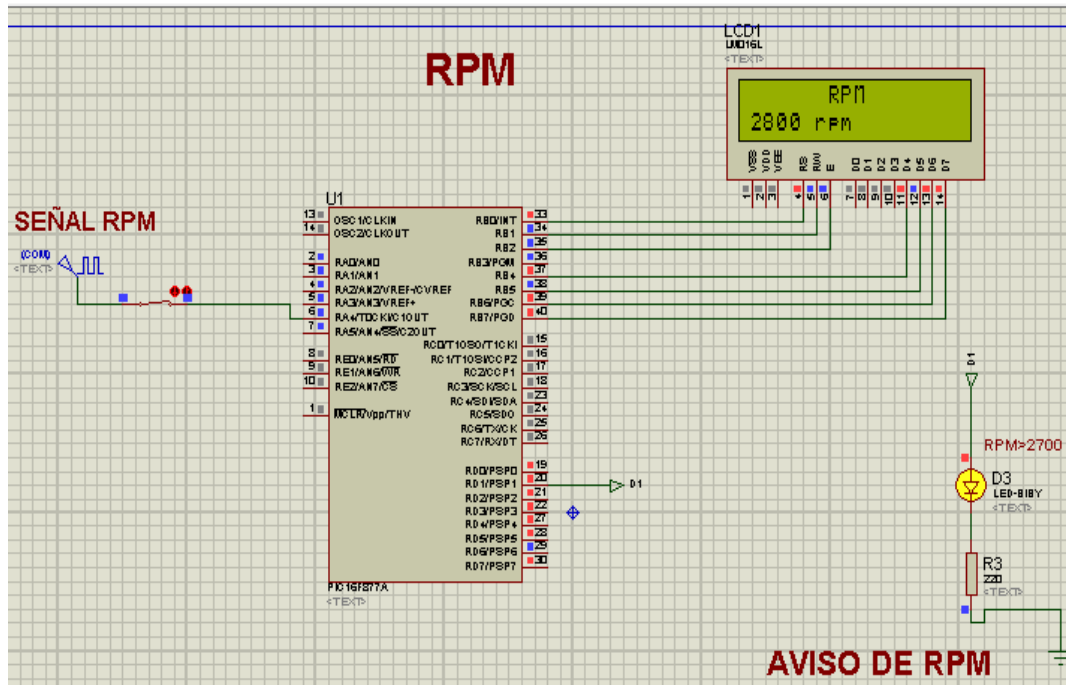 RPM
LCD1
LM016L
<TEXT>
RPM
2800 rpm
VSS VDD VEE RS RW E D0 D1 D2 D3 D4 D5 D6 D7
1 2 3 4 5 6 7 8 9 10 11 12 13 14
SEÑAL RPM
(COM)
<TEXT>
U1
13 OSC1/CLKIN RB0/INT 33
14 OSC2/CLKOUT RB1 34
RB2 35
2 RA0/AN0 RB3/PGM 36
3 RA1/AN1 RB4 37
4 RA2/AN2/VREF-/CVREF RB5 38
5 RA3/AN3/VREF+ RB6/PGC 39
6 RA4/T0CKI/C1OUT RB7/PGD 40
7 RA5/AN4/SS/C2OUT
RC0/T1OSO/T1CKI 15
8 RE0/AN5/RD RC1/T1OSI/CCP2 16
9 RE1/AN6/WR RC2/CCP1 17
10 RE2/AN7/CS RC3/SCK/SCL 18
RC4/SDI/SDA 23
1 MCLR/Vpp/THV RC5/SDO 24
RC6/TX/CK 25
RC7/RX/DT 26
RD0/PSP0 19
RD1/PSP1 20
RD2/PSP2 21
RD3/PSP3 22
RD4/PSP4 27
RD5/PSP5 28
RD6/PSP6 29
RD7/PSP7 30
D1
PIC16F877A
<TEXT>
D1
RPM>2700
D3
LED-BIBY
<TEXT>
R3
220
<TEXT>
AVISO DE RPM